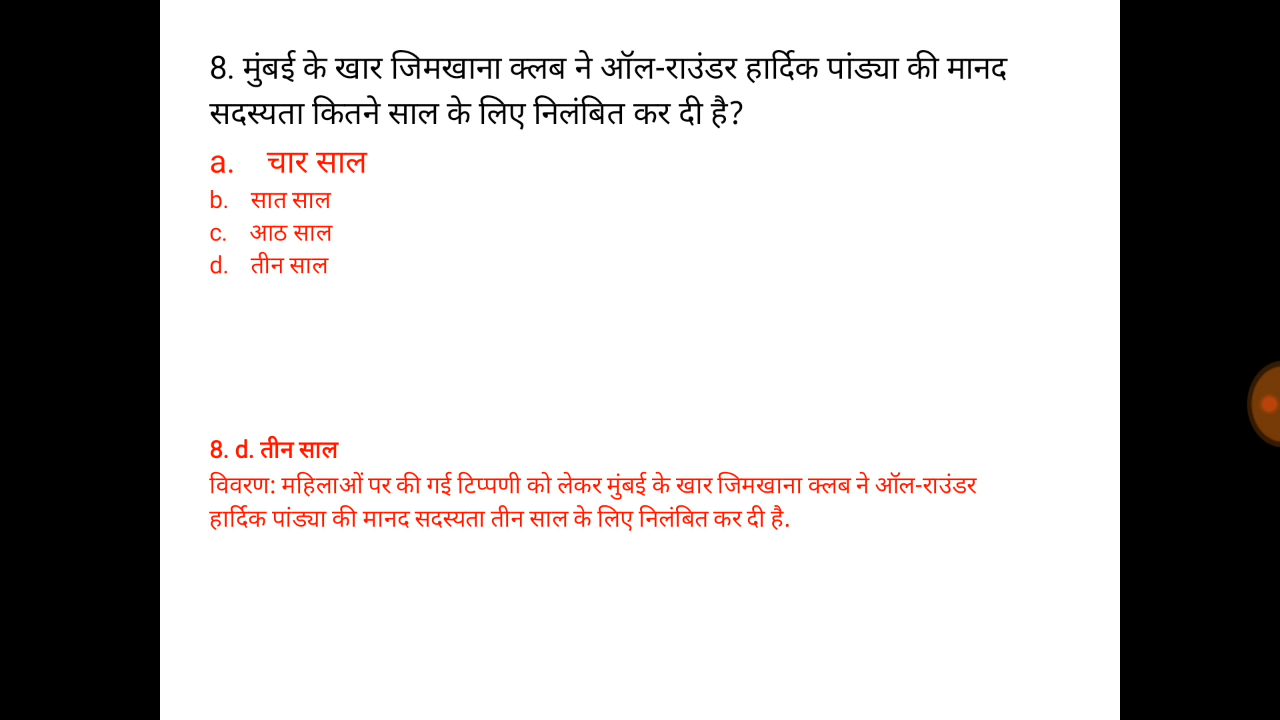 8. मुंबई के खार जिमखाना क्लब ने ऑल-राउंडर हार्दिक पांड्या की मानद
सदस्यता कितने साल के लिए निलंबित कर दी है?
a. चार साल
b. सात साल
c. आठ साल
d. तीन साल
8. d. तीन साल
विवरण: महिलाओं पर की गई टिप्पणी को लेकर मुंबई के खार जिमखाना क्लब ने ऑल-राउंडर
हार्दिक पांड्या की मानद सदस्यता तीन साल के लिए निलंबित कर दी है.